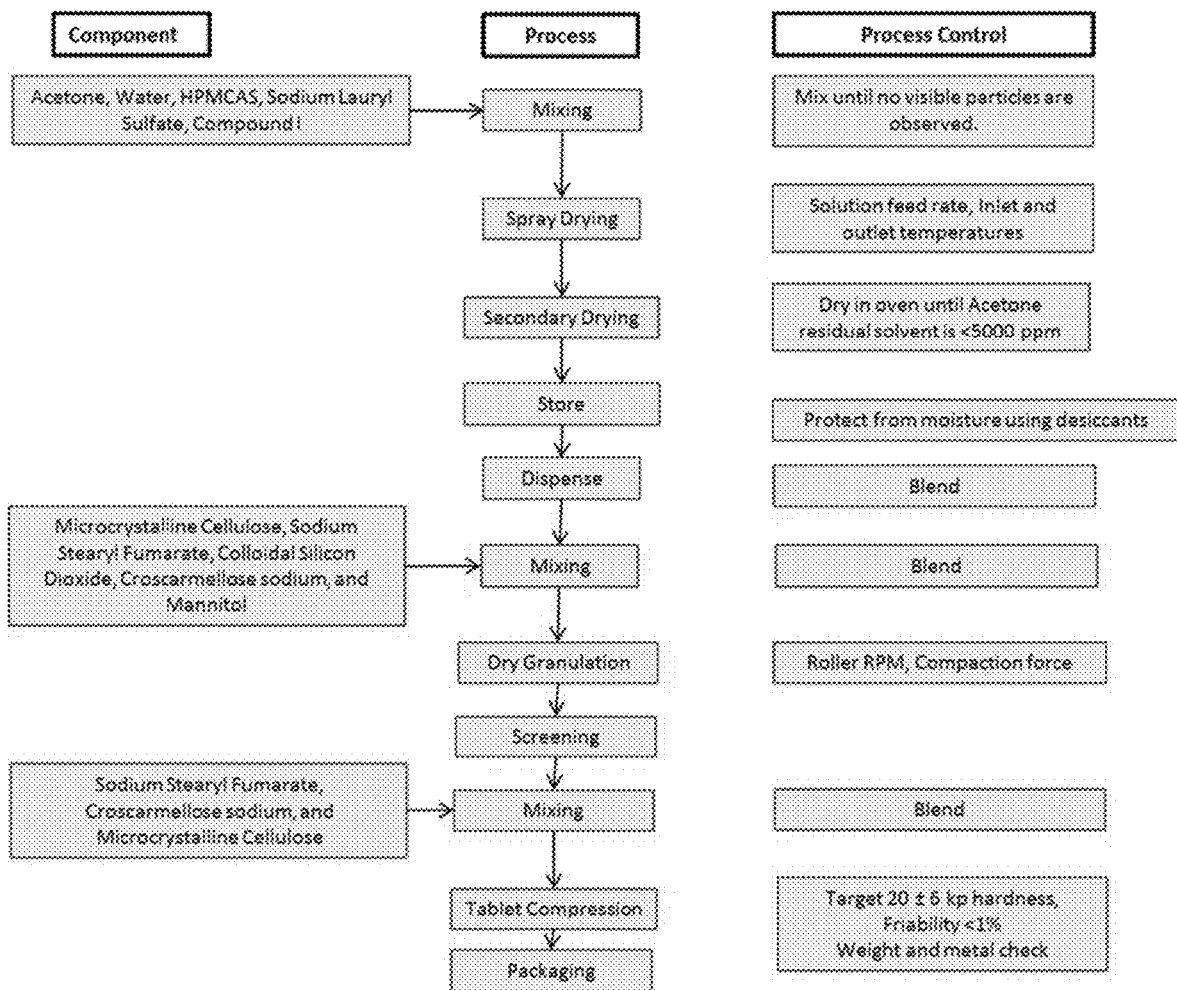 Component
Process
Process Control
Acetone, Water, HPMCAS, Sodium Lauryl
Sulfate, Compound I
Mixing
Mix until no visible particles are
observed.
Spray Drying
Solution feed rate, Inlet and
outlet temperatures
Secondary Drying
Dry in oven until Acetone
residual solvent is <5000 ppm
Store
Protect from moisture using desiccants
Dispense
Blend
Microcrystalline Cellulose, Sodium
Stearyl Fumarate, Colloidal Silicon
Dioxide, Croscarmellose sodium, and
Mannitol
Mixing
Blend
Dry Granulation
Roller RPM, Compaction force
Screening
Sodium Stearyl Fumarate,
Croscarmellose sodium, and
Microcrystalline Cellulose
Mixing
Blend
Tablet Compression
Target 20 ± 6 kp hardness,
Friability <1%
Weight and metal check
Packaging